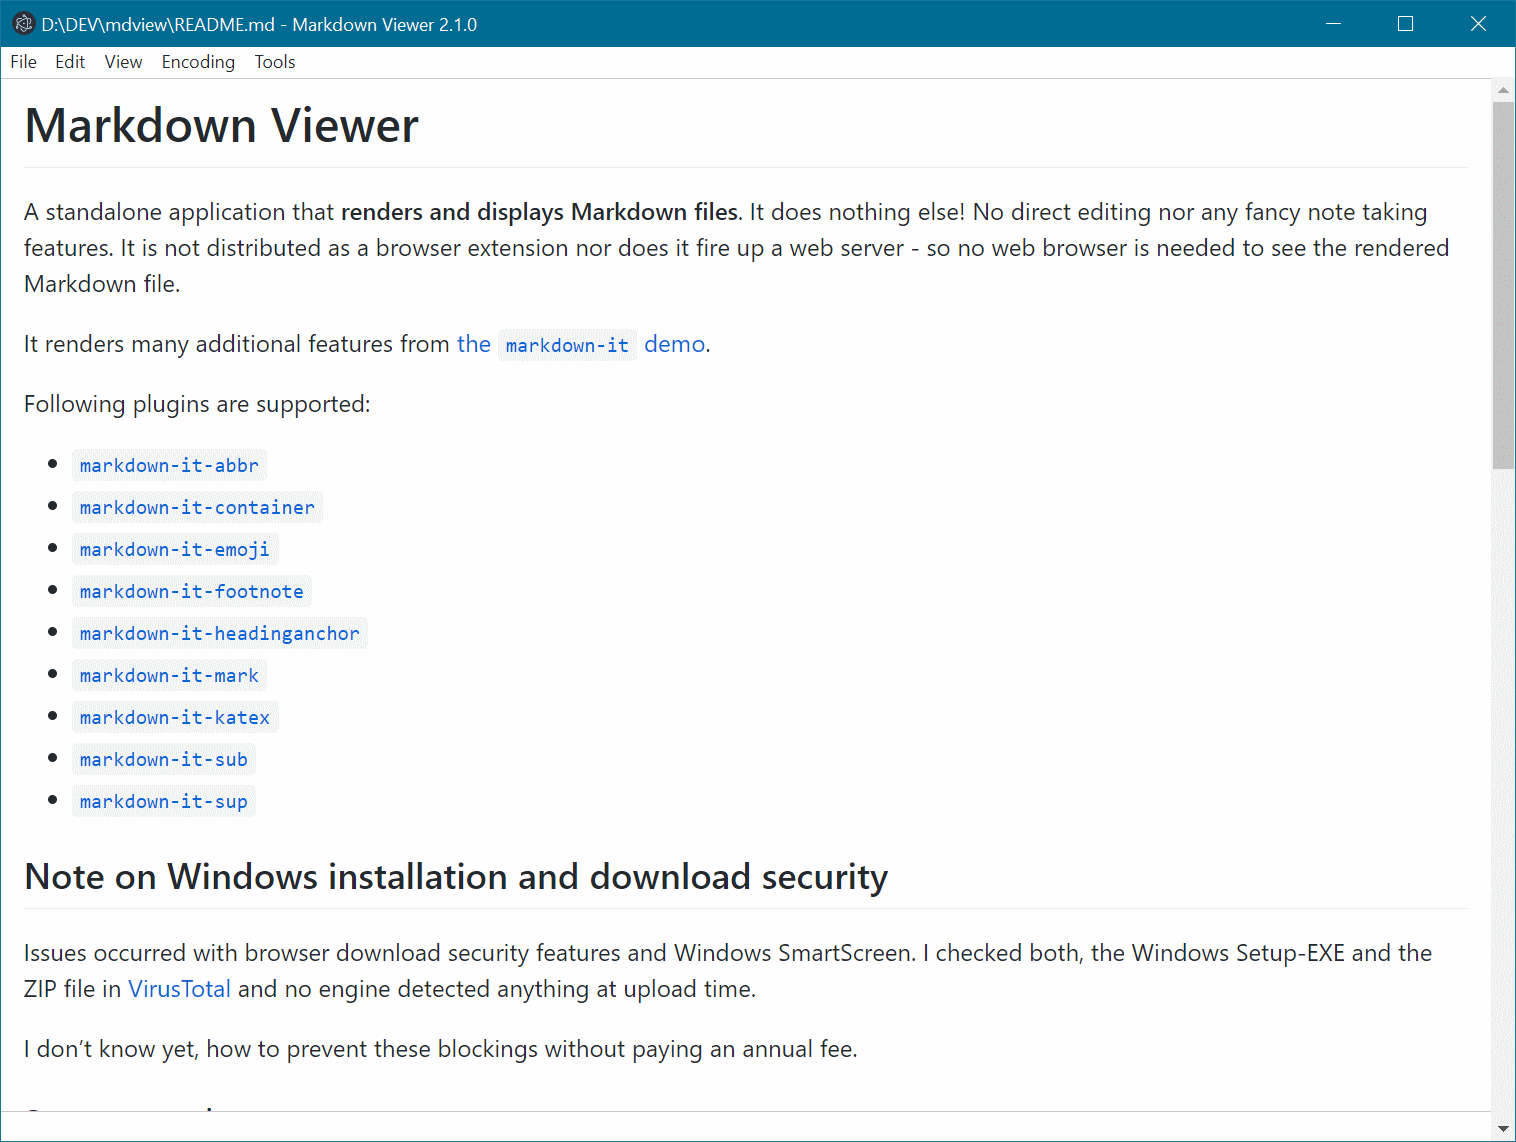 D:\DEV\mdview\README.md - Markdown Viewer 2.1.0
File Edit View Encoding Tools
Markdown Viewer
A standalone application that renders and displays Markdown files. It does nothing else! No direct editing nor any fancy note taking
features. It is not distributed as a browser extension nor does it fire up a web server - so no web browser is needed to see the rendered
Markdown file.
It renders many additional features from the markdown-it demo.
Following plugins are supported:
• markdown-it-abbr
• markdown-it-container
• markdown-it-emoji
• markdown-it-footnote
• markdown-it-headinganchor
• markdown-it-mark
• markdown-it-katex
• markdown-it-sub
• markdown-it-sup
Note on Windows installation and download security
Issues occurred with browser download security features and Windows SmartScreen. I checked both, the Windows Setup-EXE and the
ZIP file in VirusTotal and no engine detected anything at upload time.
I don’t know yet, how to prevent these blockings without paying an annual fee.